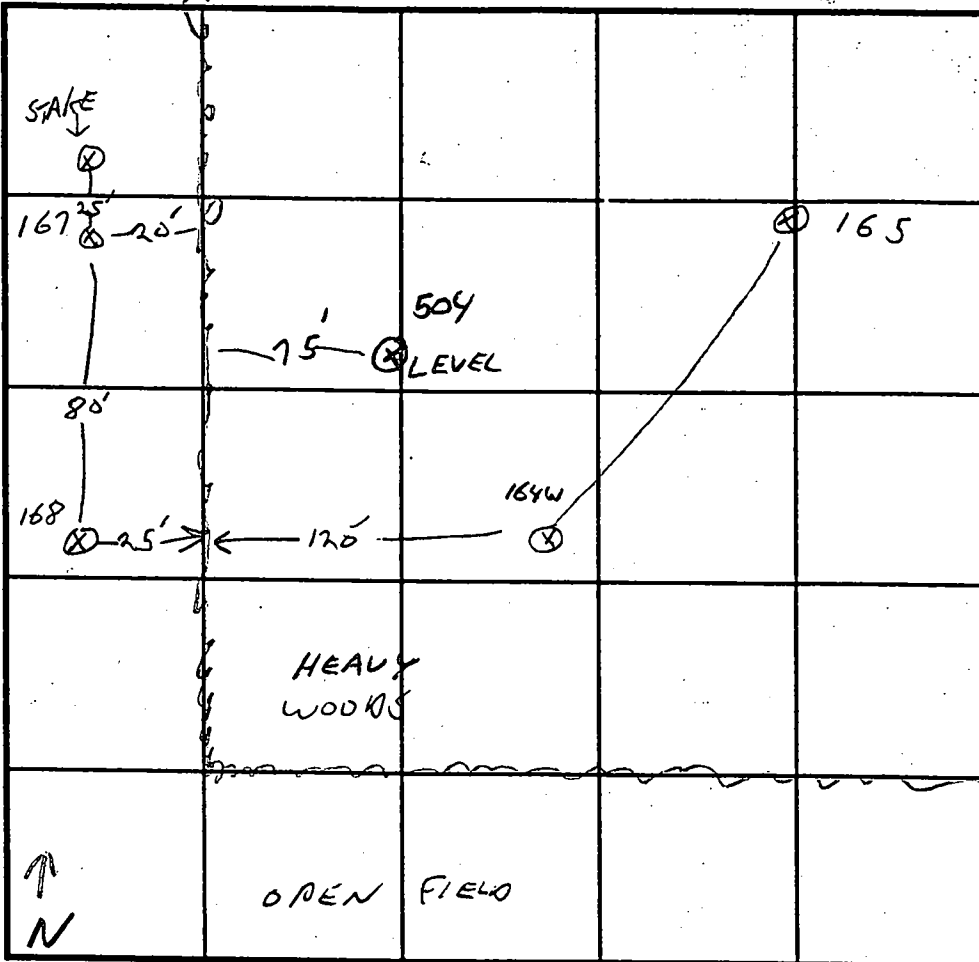 STAKE
25'
167
20'
165
504
75'
LEVEL
80'
164W
168
25'
120'
HEAVY
WOODS
N
OPEN FIELD